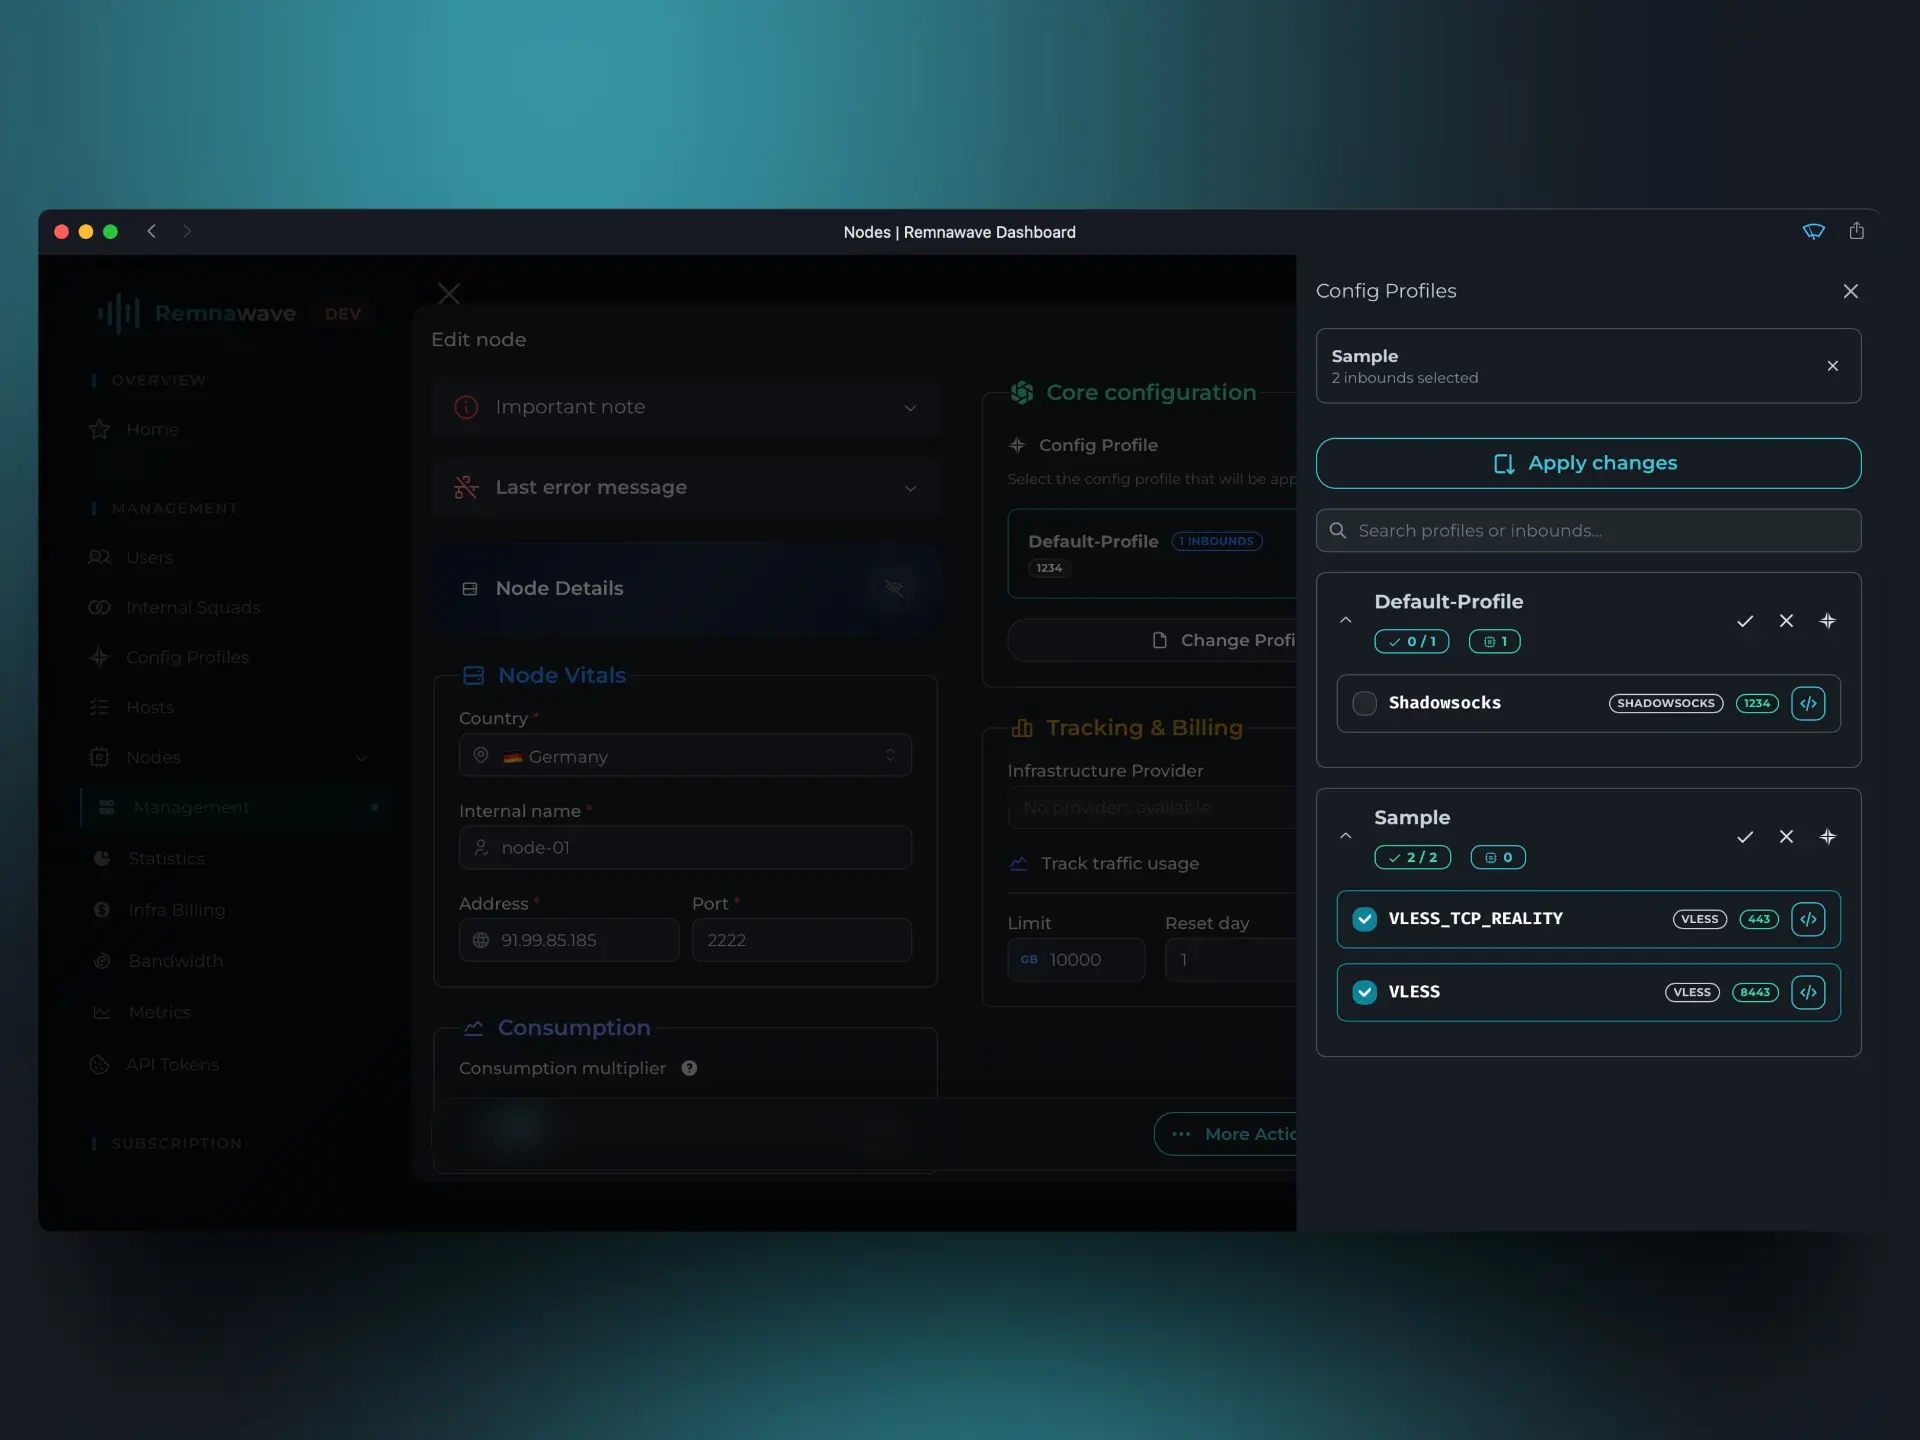 Nodes | Remnawave Dashboard
Remnawave DEV
OVERVIEW
Home
MANAGEMENT
Users
Internal Squads
Config Profiles
Hosts
Nodes
Management
Statistics
Infra Billing
Bandwidth
Metrics
API Tokens
SUBSCRIPTION
Edit node
Important note
Last error message
Node Details
Node Vitals
Country *
🇩🇪 Germany
Internal name *
node-01
Address * Port *
91.99.85.185 2222
Consumption
Consumption multiplier ?
Core configuration
Config Profile
Select the config profile that will be app
Default-Profile 1 INBOUNDS
1234
Change Profi
Tracking & Billing
Infrastructure Provider
No providers available
Track traffic usage
Limit Reset day
GB 10000 1
More Actio
Config Profiles
Sample
2 inbounds selected
Apply changes
Search profiles or inbounds...
Default-Profile
0 / 1 1
Shadowsocks SHADOWSOCKS 1234
Sample
2 / 2 0
VLESS_TCP_REALITY VLESS 443
VLESS VLESS 8443